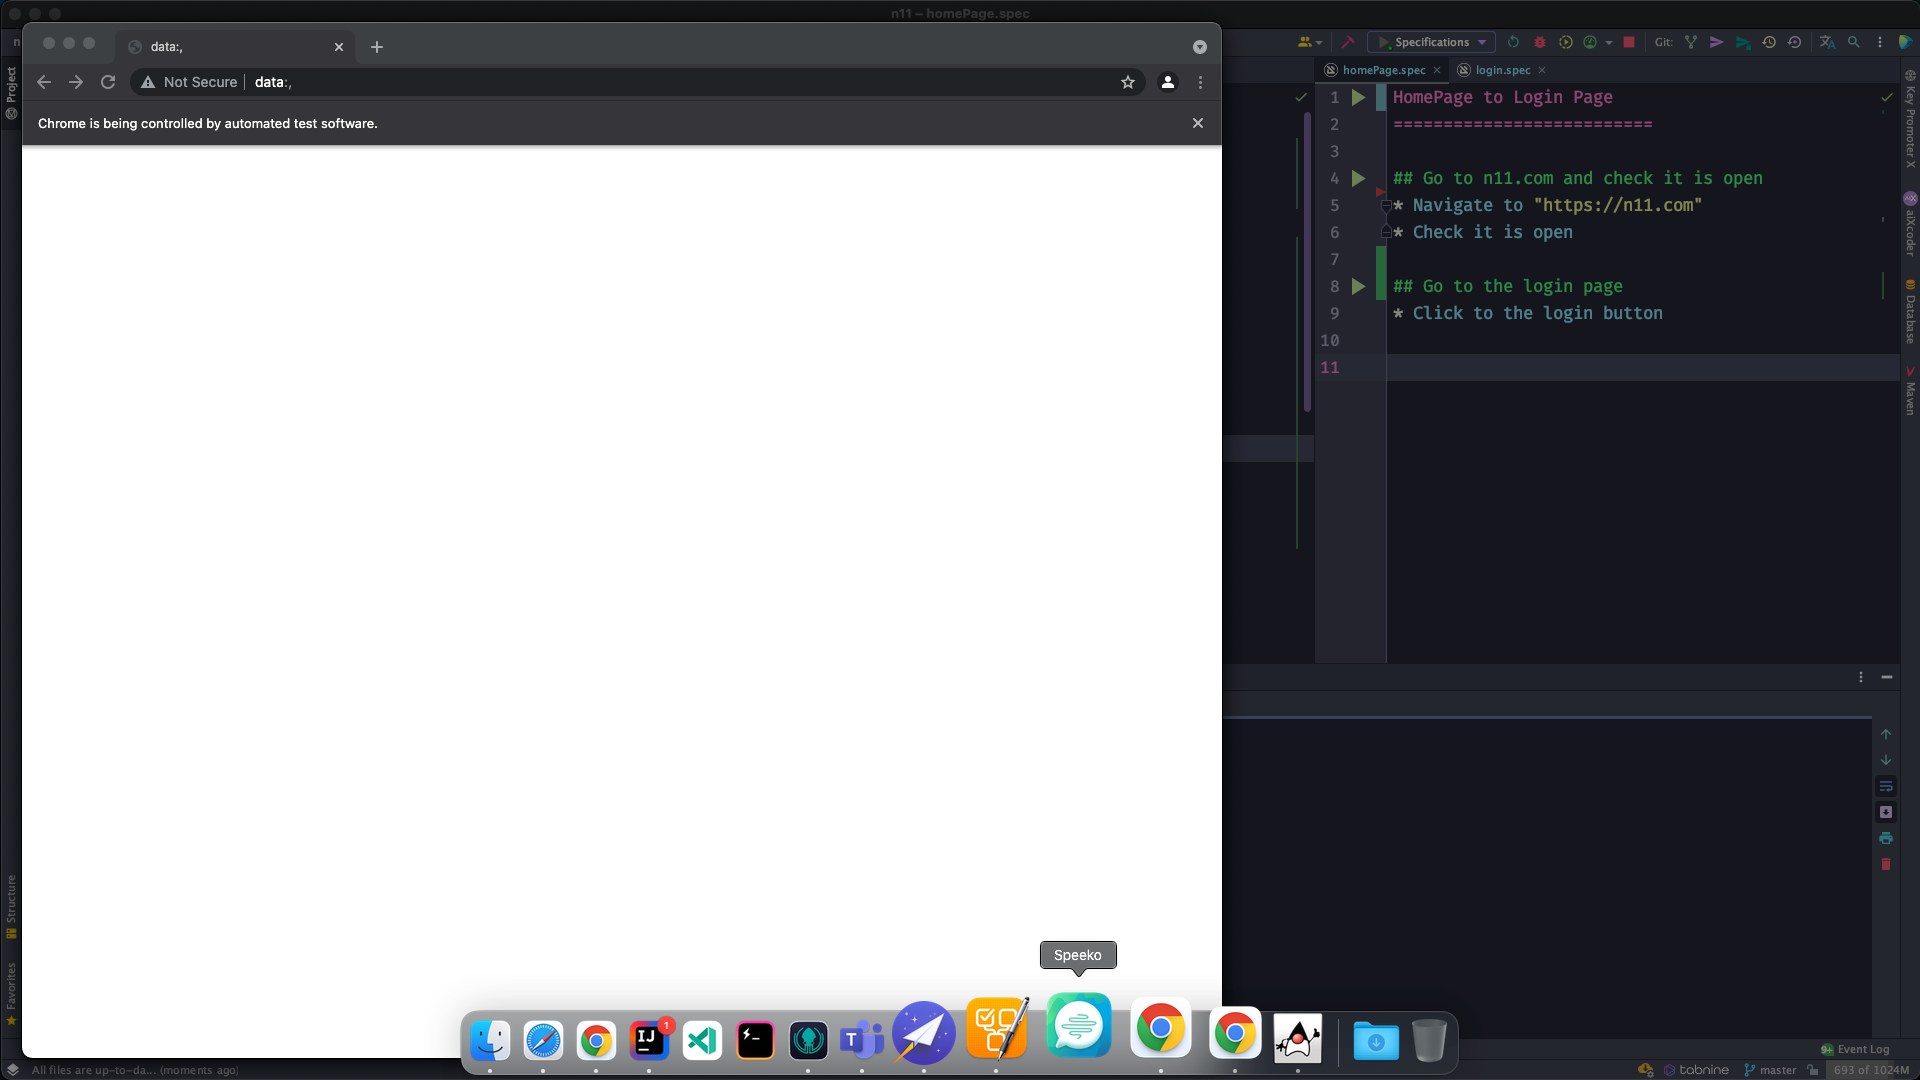 n11 – homePage.spec
data:,
Not Secure
data:,
Chrome is being controlled by automated test software.
n
Project
Structure
Favorites
Specifications
Git:
homePage.spec
login.spec
1 HomePage to Login Page
2 ==========================
3
4 ## Go to n11.com and check it is open
5 * Navigate to "https://n11.com"
6 * Check it is open
7
8 ## Go to the login page
9 * Click to the login button
10
11
Key Promoter X
aiXcoder
Database
Maven
Speeko
IJ
1
T
9+ Event Log
All files are up-to-da... (moments ago)
tabnine
master
693 of 1024M